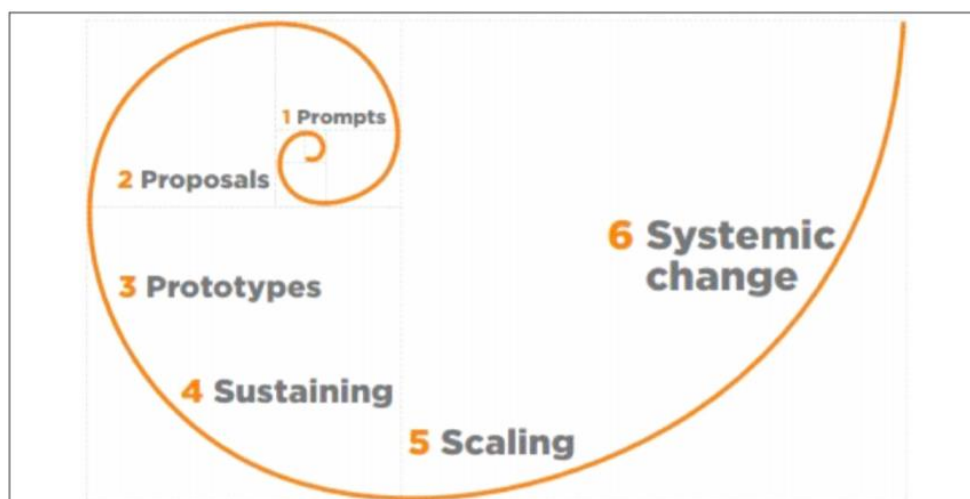 1 Prompts
2 Proposals
3 Prototypes
4 Sustaining
5 Scaling
6 Systemic
change